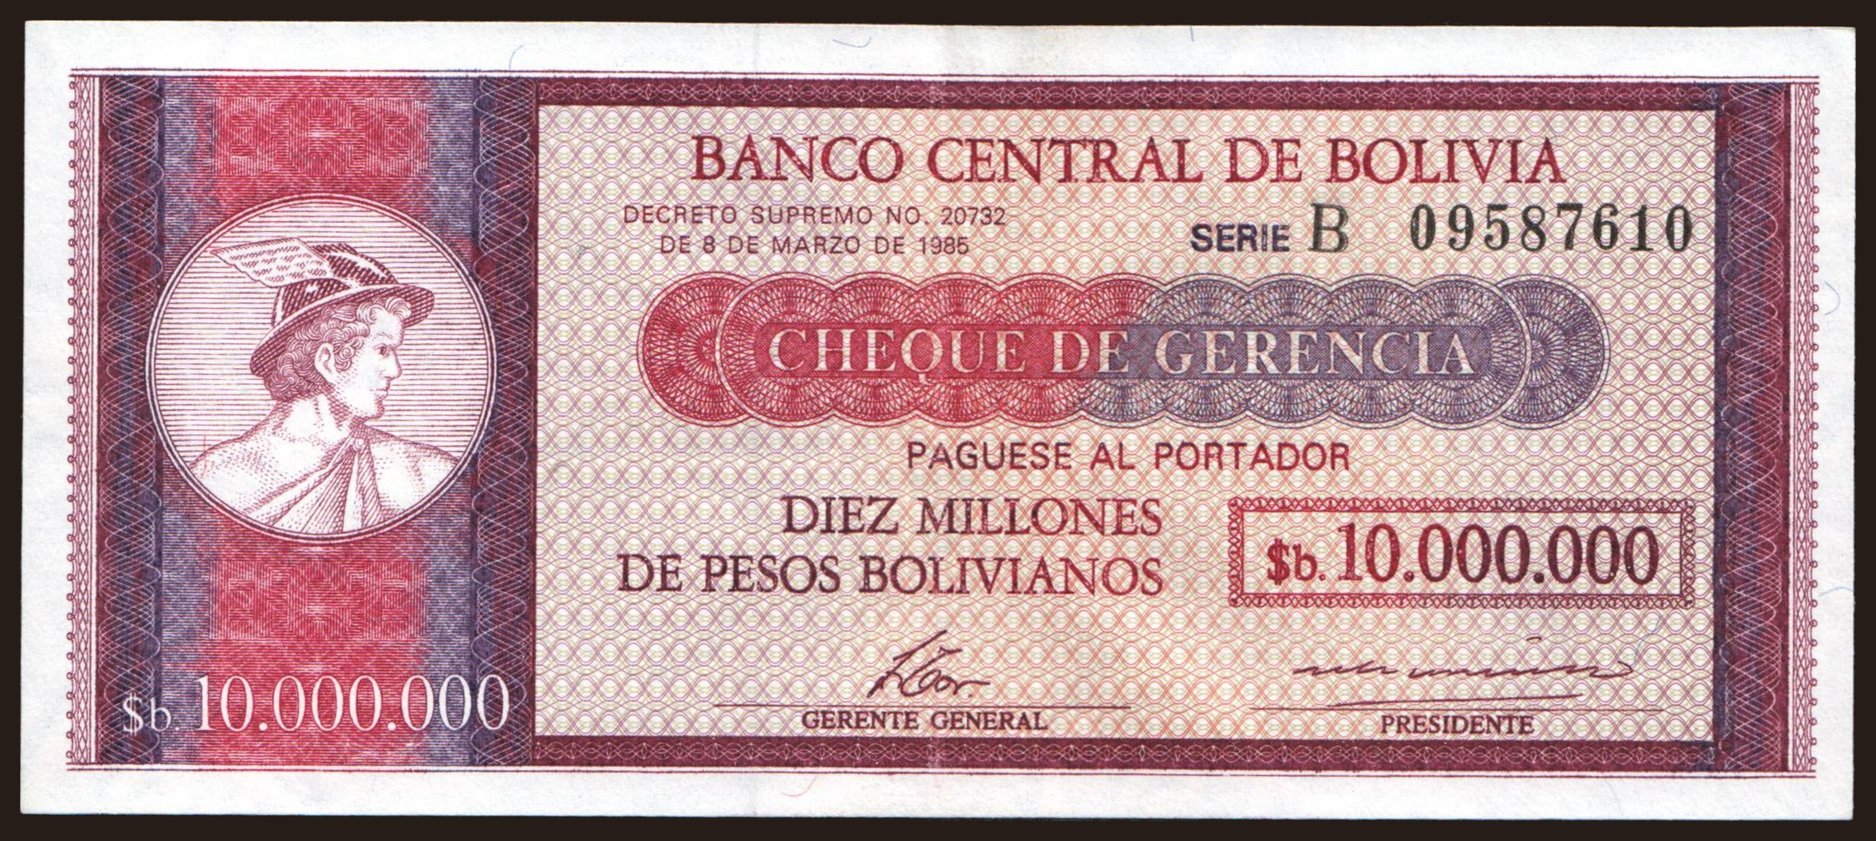 BANCO CENTRAL DE BOLIVIA
DECRETO SUPREMO NO. 20732
DE 8 DE MARZO DE 1985
SERIE B 09587610
CHEQUE DE GERENCIA
PAGUESE AL PORTADOR
DIEZ MILLONES
DE PESOS BOLIVIANOS
$b. 10.000.000
$b. 10.000.000
GERENTE GENERAL
PRESIDENTE